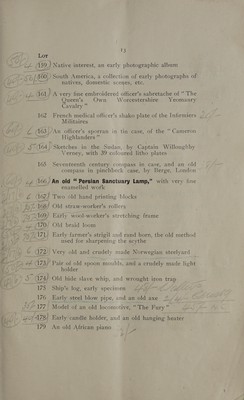 13
LOT
159 Native interest, an early photographic album
160 South America, a collection of early photographs of
natives, domestic scenes, etc.
161 A very fine embroidered officer's sabretache of "The
Queen's Own Worcestershire Yeomanry
Cavalry"
162 French medical officer's shako plate of the Infirmiers
Militaires
163 An officer's sporran in its case, of the "Cameron
Highlanders"
164 Sketches in the Sudan, by Captain Willoughby
Verney, with 39 coloured litho plates
165 Seventeenth century compass in case, and an old
compass in pinchbeck case, by Berge, London
166 An old "Persian Sanctuary Lamp," with very fine
enamelled work
167 Two old hand printing blocks
168 Old straw-worker's rollers
169 Early wool-worker's stretching frame
170 Old braid loom
171 Early farmer's strigil and sand horn, the old method
used for sharpening the scythe
172 Very old and crudely made Norwegian steelyard
173 Pair of old spoon moulds, and a crudely made light
holder
174 Old hide slave whip, and wrought iron trap
175 Ship's log, early specimen
176 Early steel blow pipe, and an old axe
177 Model of an old locomotive, "The Fury"
178 Early candle holder, and an old hunging heater
179 An old African piano